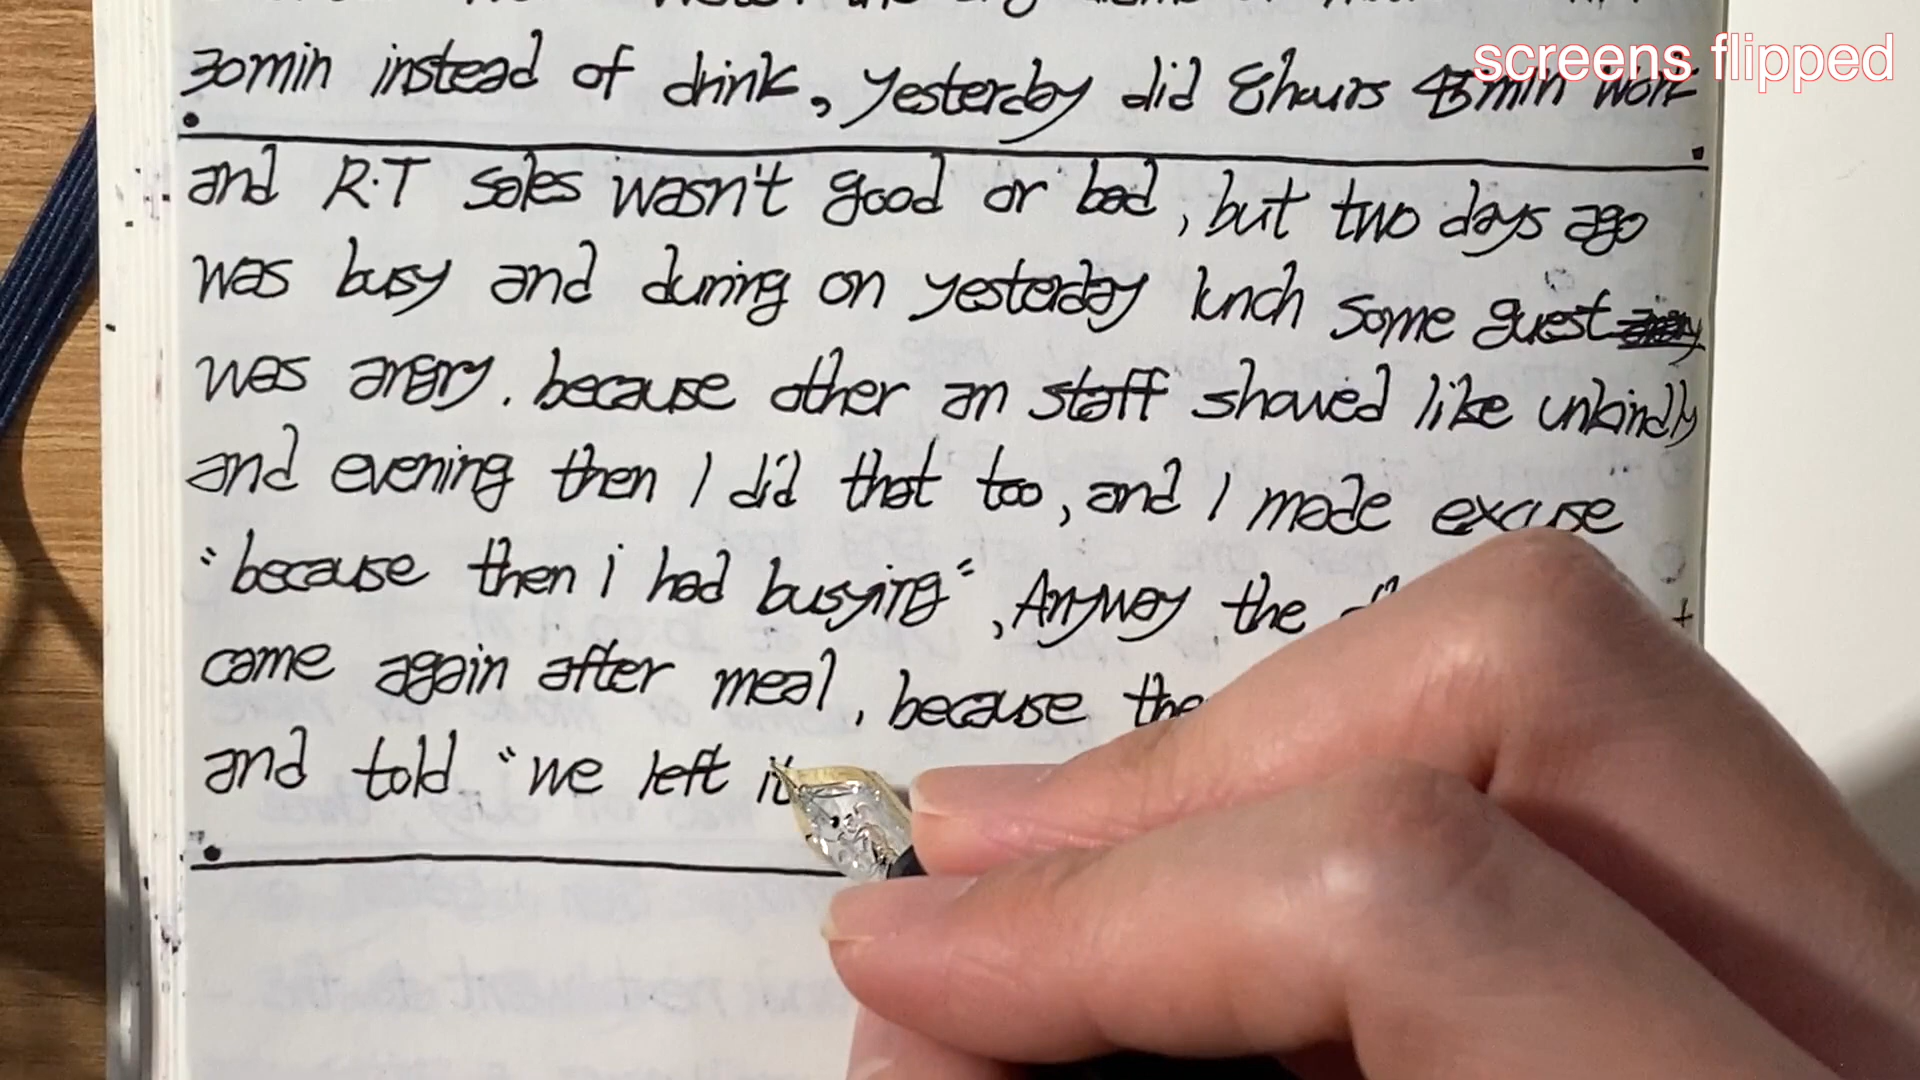 screens flipped
30min instead of drink, yesterday did 8hours 45min work
and R.T sales wasn't good or bad, but two days ago
was busy and during on yesterday lunch some guest
was angry. because other an staff showed like unkindly
and evening then I did that too, and I made excuse
"because then i had busying", Anyway the
came again after meal, because the
and told "we left it